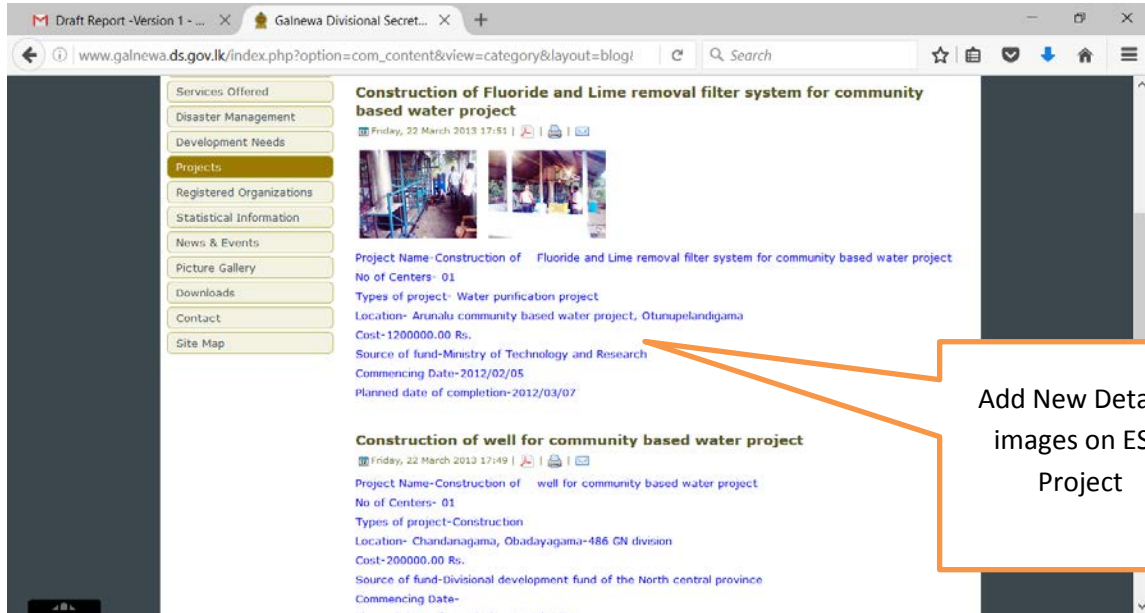 Draft Report -Version 1 - ...
Galnewa Divisional Secret...
www.galnewa.ds.gov.lk/index.php?option=com_content&view=category&layout=blog
Search
Services Offered
Disaster Management
Development Needs
Projects
Registered Organizations
Statistical Information
News & Events
Picture Gallery
Downloads
Contact
Site Map
Construction of Fluoride and Lime removal filter system for community
based water project
Friday, 22 March 2013 17:51 | | |
Project Name-Construction of Fluoride and Lime removal filter system for community based water project
No of Centers- 01
Types of project- Water purification project
Location- Arunalu community based water project, Otunupelandigama
Cost-1200000.00 Rs.
Source of fund-Ministry of Technology and Research
Commencing Date-2012/02/05
Planned date of completion-2012/03/07
Construction of well for community based water project
Friday, 22 March 2013 17:49 | | |
Project Name-Construction of well for community based water project
No of Centers- 01
Types of project-Construction
Location- Chandanagama, Obadayagama-486 GN division
Cost-200000.00 Rs.
Source of fund-Divisional development fund of the North central province
Commencing Date-
Add New Deta
images on ES
Project